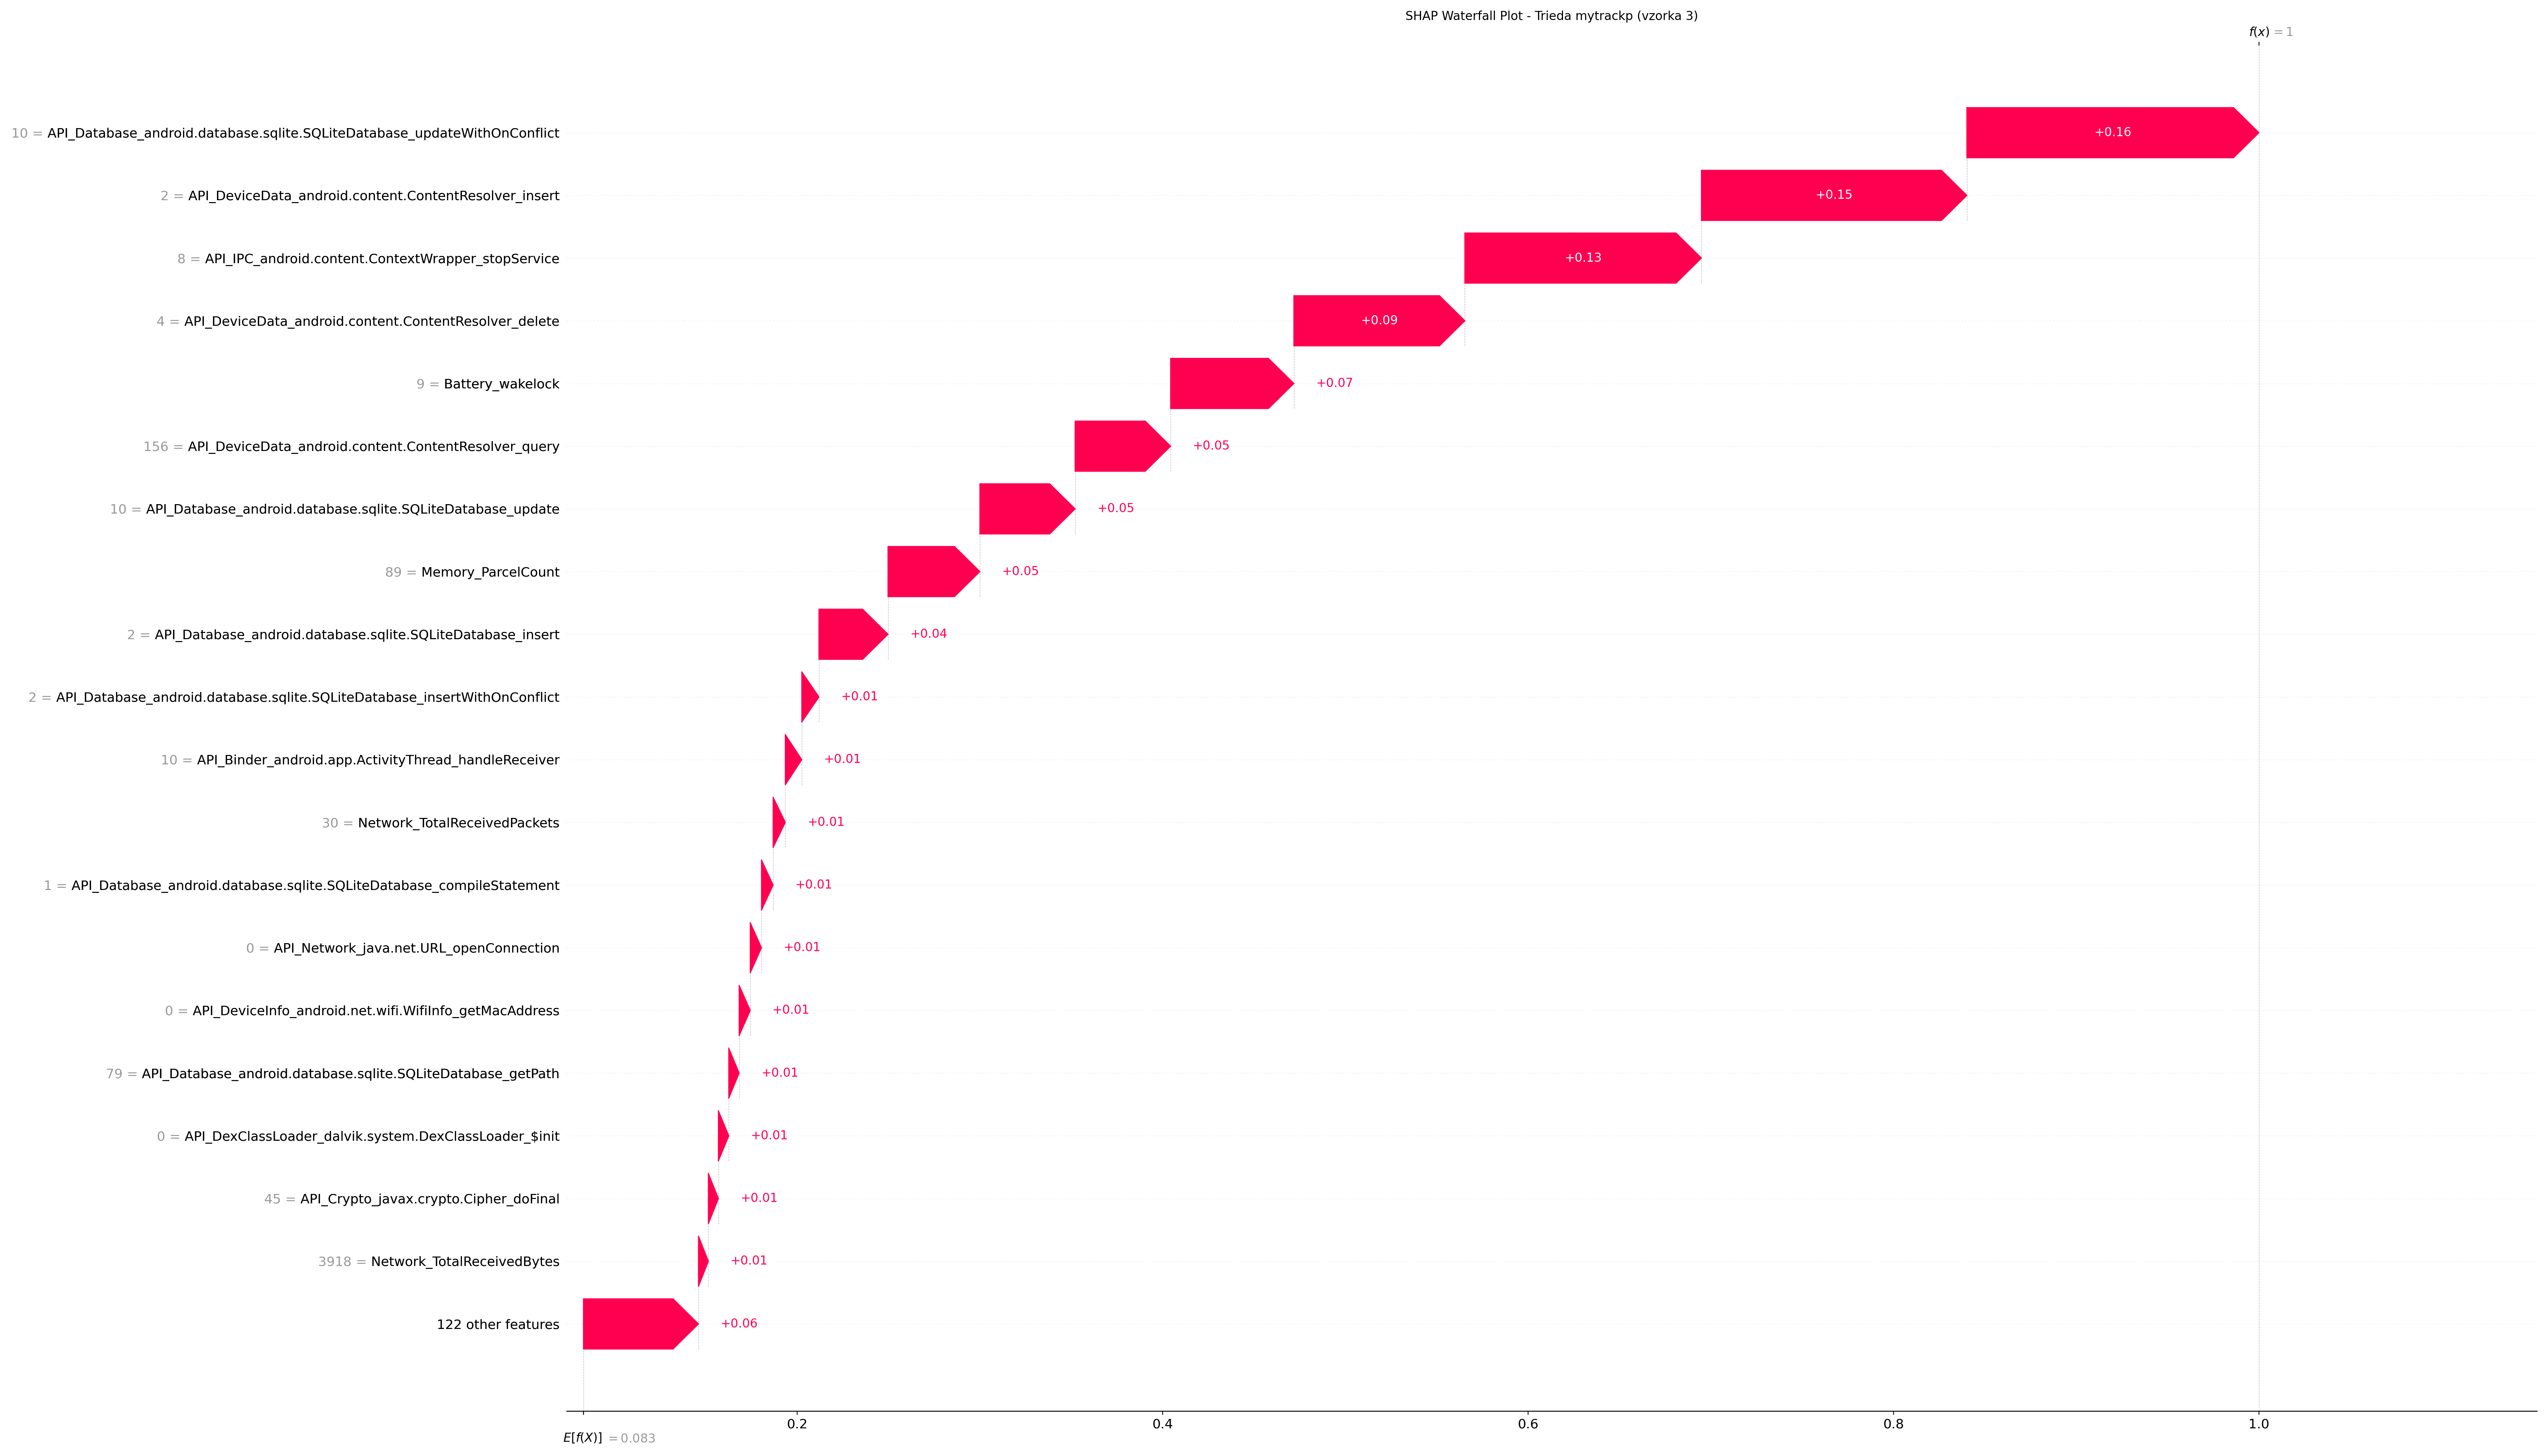 SHAP Waterfall Plot - Trieda mytrackp (vzorka 3)
f(x) = 1
10 = API_Database_android.database.sqlite.SQLiteDatabase_updateWithOnConflict
+0.16
2 = API_DeviceData_android.content.ContentResolver_insert
+0.15
8 = API_IPC_android.content.ContextWrapper_stopService
+0.13
4 = API_DeviceData_android.content.ContentResolver_delete
+0.09
9 = Battery_wakelock
+0.07
156 = API_DeviceData_android.content.ContentResolver_query
+0.05
10 = API_Database_android.database.sqlite.SQLiteDatabase_update
+0.05
89 = Memory_ParcelCount
+0.05
2 = API_Database_android.database.sqlite.SQLiteDatabase_insert
+0.04
2 = API_Database_android.database.sqlite.SQLiteDatabase_insertWithOnConflict
+0.01
10 = API_Binder_android.app.ActivityThread_handleReceiver
+0.01
30 = Network_TotalReceivedPackets
+0.01
1 = API_Database_android.database.sqlite.SQLiteDatabase_compileStatement
+0.01
0 = API_Network_java.net.URL_openConnection
+0.01
0 = API_DeviceInfo_android.net.wifi.WifiInfo_getMacAddress
+0.01
79 = API_Database_android.database.sqlite.SQLiteDatabase_getPath
+0.01
0 = API_DexClassLoader_dalvik.system.DexClassLoader_$init
+0.01
45 = API_Crypto_javax.crypto.Cipher_doFinal
+0.01
3918 = Network_TotalReceivedBytes
+0.01
122 other features
+0.06
0.2 0.4 0.6 0.8 1.0
E[f(X)] = 0.083